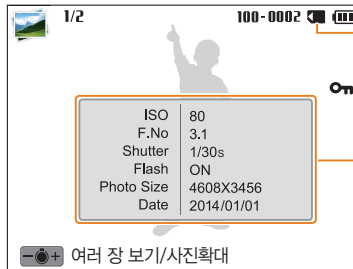 1/2 100-0002
ISO 80
F.No 3.1
Shutter 1/30s
Flash ON
Photo Size 4608X3456
Date 2014/01/01
여러 장 보기/사진확대